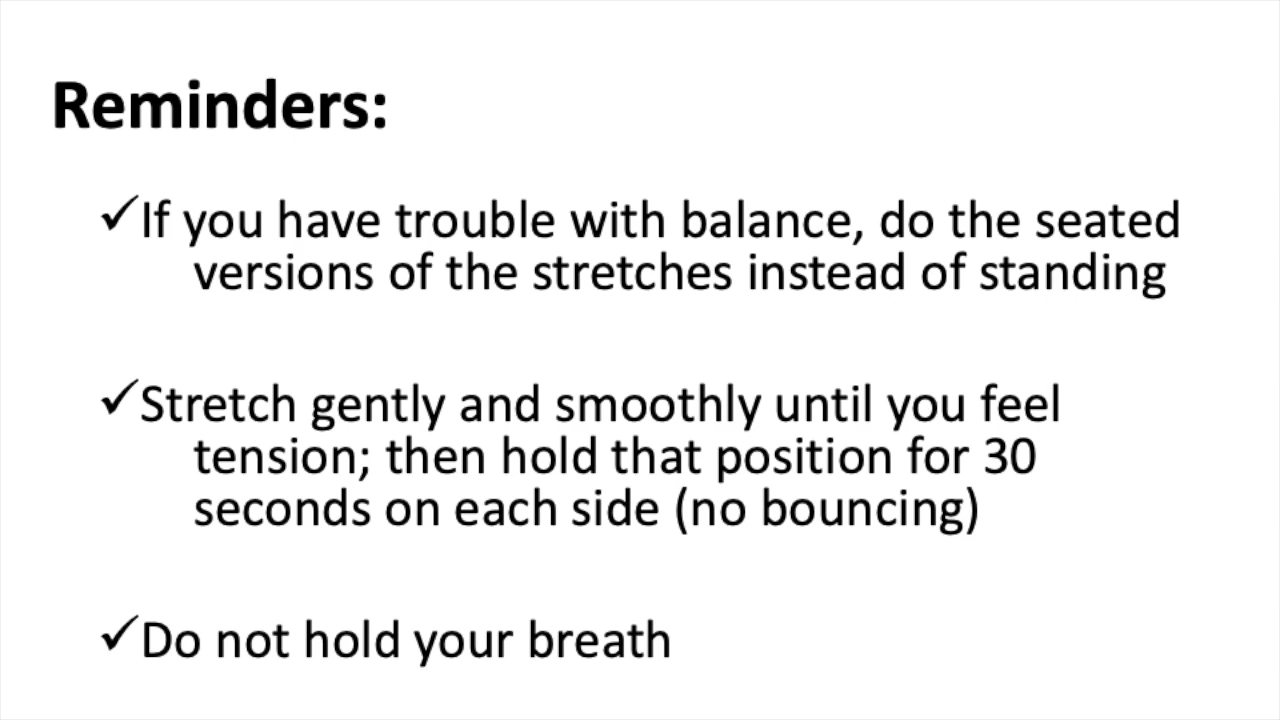 Reminders:
✓If you have trouble with balance, do the seated
versions of the stretches instead of standing
✓Stretch gently and smoothly until you feel
tension; then hold that position for 30
seconds on each side (no bouncing)
✓Do not hold your breath